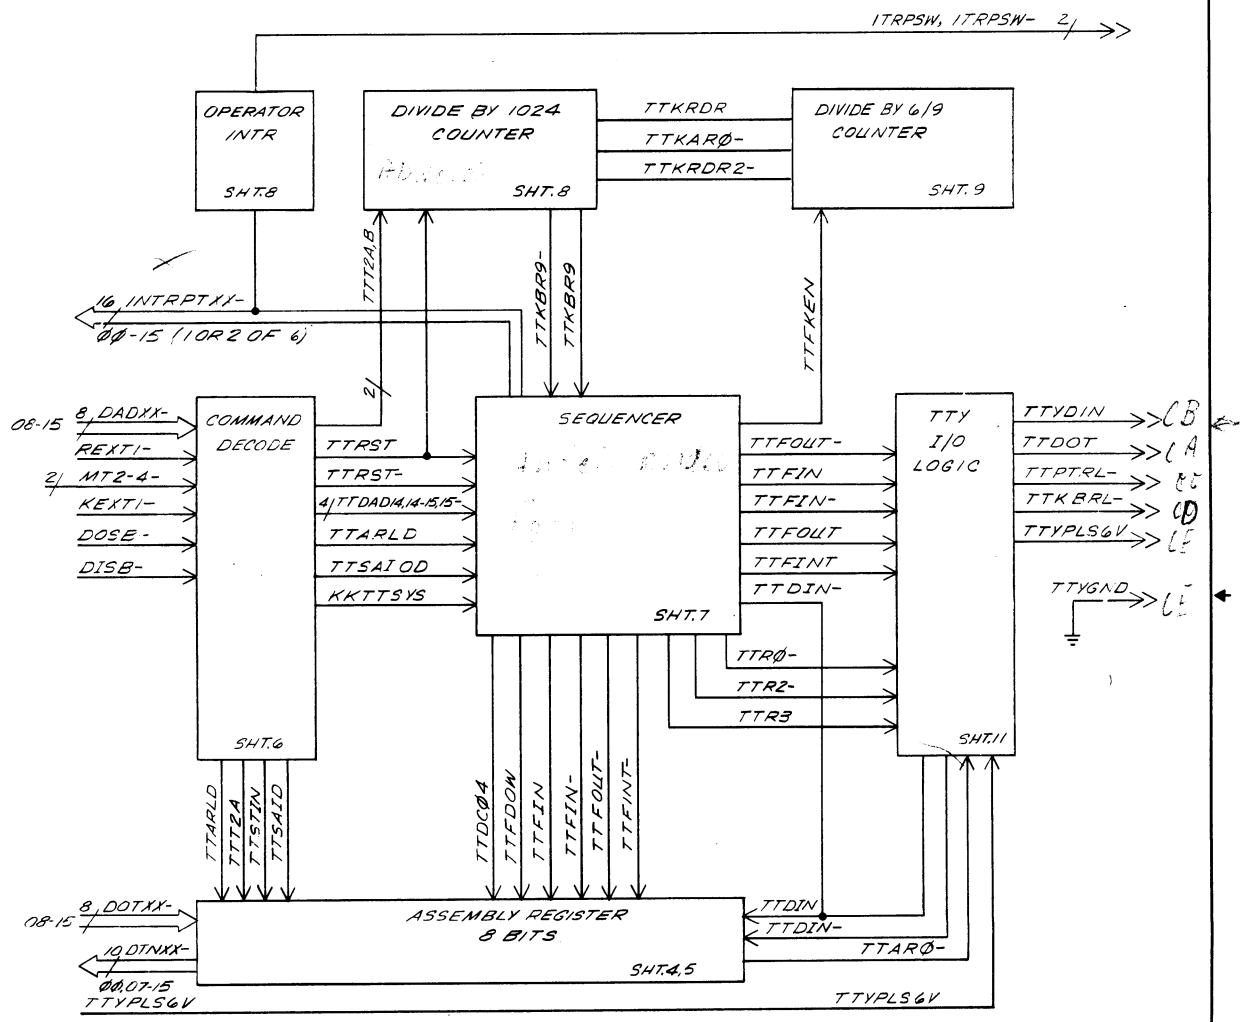 ITRPSW, ITRPSW- 2/
OPERATOR
INTR
SHT.8
DIVIDE BY 1024
COUNTER
SHT.8
TTKRDR
TTKARØ-
TTKRDR2-
DIVIDE BY 6/9
COUNTER
SHT.9
TTT2A,B
2/
TTKBR9-
TTKBR9
TTFKEN
16 INTRPTXX-
ØØ-15 (1 OR 2 OF 6)
08-15
8 DADXX-
REXT1-
2/ MT2-4-
KEXT1-
DOSB-
DISB-
COMMAND
DECODE
SHT.6
TTRST
TTRST-
4/TTDAD14,14-15,15-
TTARLD
TTSAIOD
KKTTSYS
SEQUENCER
SHT.7
TTFOUT-
TTFIN
TTFIN-
TTFOUT
TTFINT
TTDIN-
TTRØ-
TTR2-
TTR3
TTY
I/O
LOGIC
SHT.11
TTYDIN CB
TTDOT CA
TTPTRL-
TTKBRL- CD
TTYPLS6V CE
TTYGND CE
TTARLD
TTT2A
TTSTIN
TTSAID
TTDCØ4
TTFDOW
TTFIN
TTFIN-
TTFOUT-
TTFINT-
08-15
8 DOTXX-
10 DTNXX-
ØØ,07-15
ASSEMBLY REGISTER
8 BITS
SHT.4,5
TTDIN
TTDIN-
TTARØ-
TTYPLS6V
TTYPLS6V